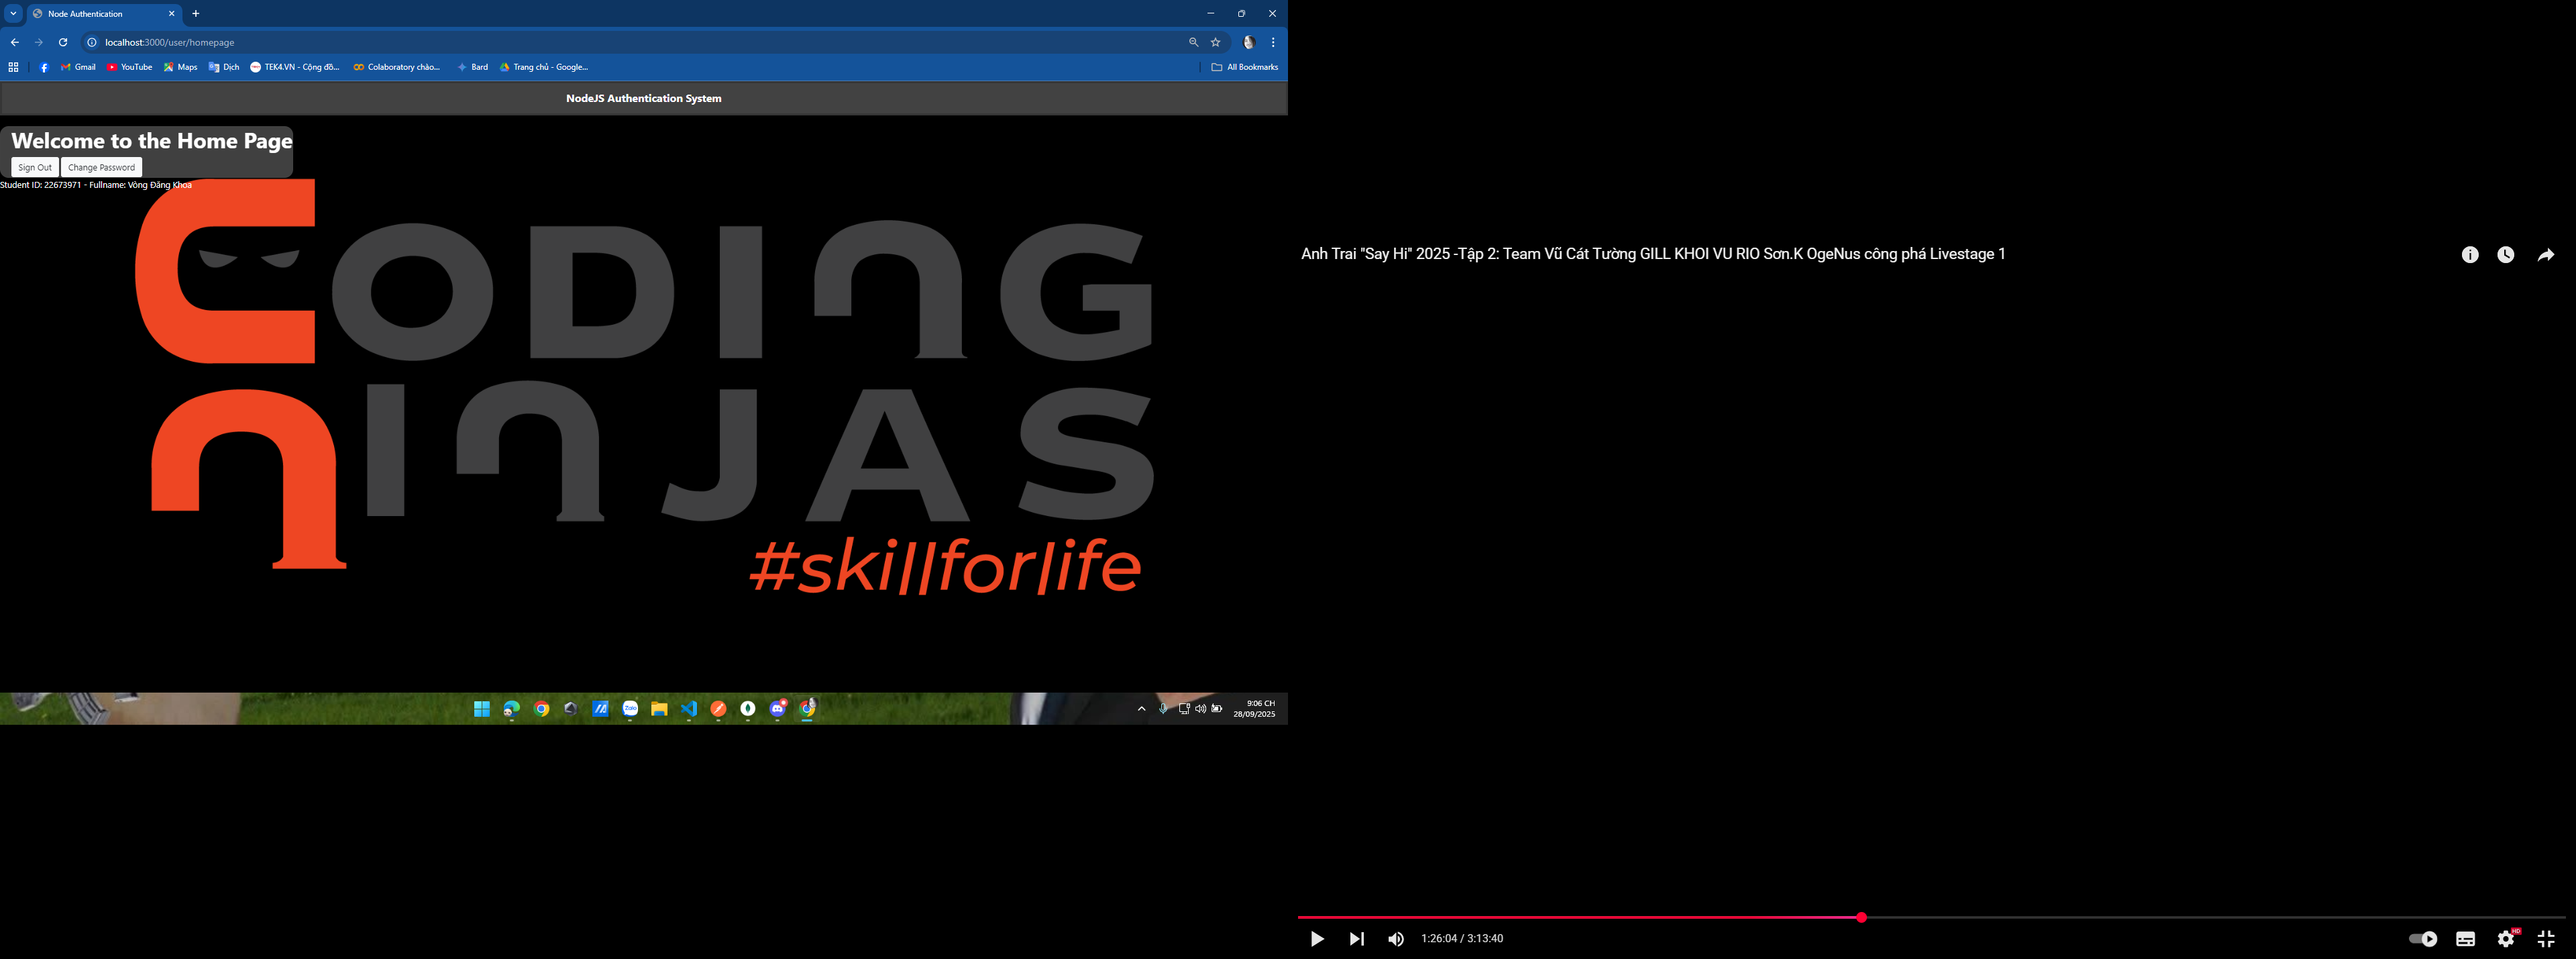 Node Authentication
localhost:3000/user/homepage
Gmail YouTube Maps Dịch TEK4.VN - Cộng đồ... Colaboratory chào... Bard Trang chủ - Google... All Bookmarks
NodeJS Authentication System
Welcome to the Home Page
Sign Out Change Password
Student ID: 22673971 - Fullname: Vòng Đăng Khoa
CODING
NINJAS
#skillforlife
Zalo
9:06 CH
28/09/2025
Anh Trai "Say Hi" 2025 -Tập 2: Team Vũ Cát Tường GILL KHOI VU RIO Sơn.K OgeNus công phá Livestage 1
1:26:04 / 3:13:40
HD